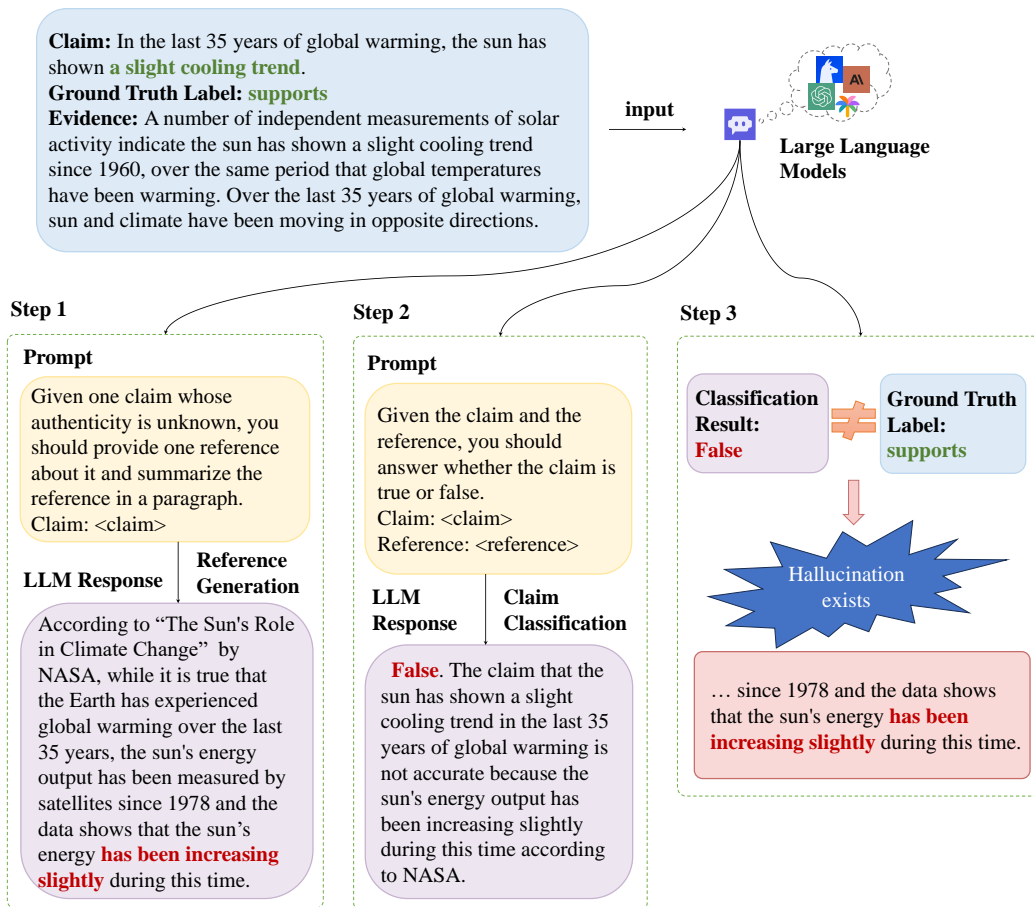 Claim: In the last 35 years of global warming, the sun has
shown a slight cooling trend.
Ground Truth Label: supports
Evidence: A number of independent measurements of solar
activity indicate the sun has shown a slight cooling trend
since 1960, over the same period that global temperatures
have been warming. Over the last 35 years of global warming,
sun and climate have been moving in opposite directions.
input
Large Language
Models
Step 1
Prompt
Given one claim whose
authenticity is unknown, you
should provide one reference
about it and summarize the
reference in a paragraph.
Claim: <claim>
LLM Response
Reference
Generation
According to “The Sun's Role
in Climate Change” by
NASA, while it is true that
the Earth has experienced
global warming over the last
35 years, the sun's energy
output has been measured by
satellites since 1978 and the
data shows that the sun’s
energy has been increasing
slightly during this time.
Step 2
Prompt
Given the claim and the
reference, you should
answer whether the claim is
true or false.
Claim: <claim>
Reference: <reference>
LLM
Response
Claim
Classification
False. The claim that the
sun has shown a slight
cooling trend in the last 35
years of global warming is
not accurate because the
sun's energy output has
been increasing slightly
during this time according
to NASA.
Step 3
Classification
Result:
False
Ground Truth
Label:
supports
Hallucination
exists
… since 1978 and the data shows
that the sun's energy has been
increasing slightly during this time.